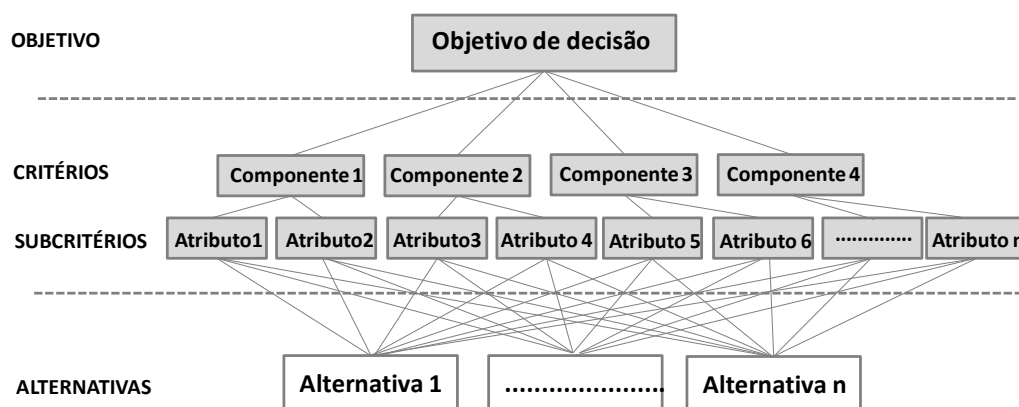 OBJETIVO
Objetivo de decisão
CRITÉRIOS
Componente 1
Componente 2
Componente 3
Componente 4
SUBCRITÉRIOS
Atributo1
Atributo2
Atributo3
Atributo 4
Atributo 5
Atributo 6
..............
Atributo n
ALTERNATIVAS
Alternativa 1
.......................
Alternativa n